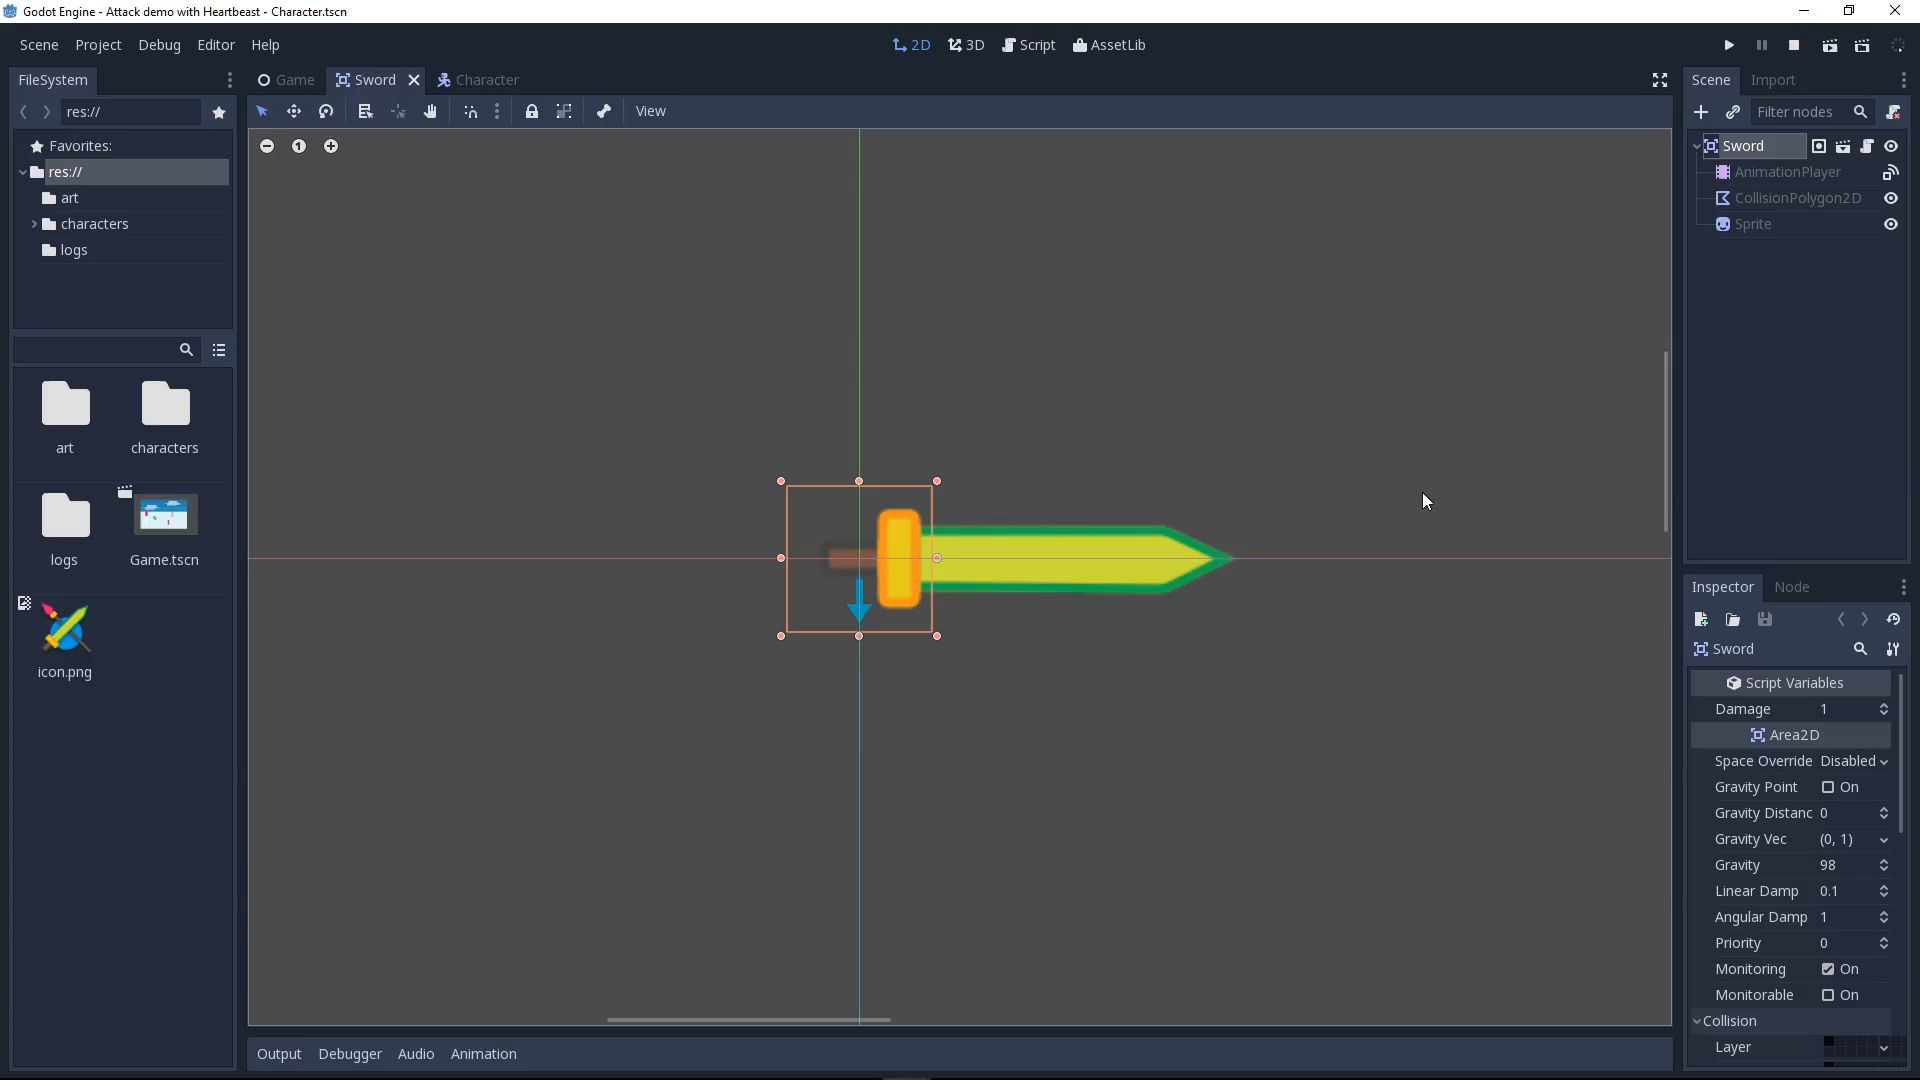 Godot Engine - Attack demo with Heartbeast - Character.tscn
Scene Project Debug Editor Help
2D 3D Script AssetLib
FileSystem
res://
Favorites:
res://
art
characters
logs
art
characters
logs
Game.tscn
icon.png
Game Sword Character
View
1
Output Debugger Audio Animation
Scene Import
Filter nodes
Sword
AnimationPlayer
CollisionPolygon2D
Sprite
Inspector Node
Sword
Script Variables
Damage 1
Area2D
Space Override Disabled
Gravity Point On
Gravity Distanc 0
Gravity Vec (0, 1)
Gravity 98
Linear Damp 0.1
Angular Damp 1
Priority 0
Monitoring On
Monitorable On
Collision
Layer